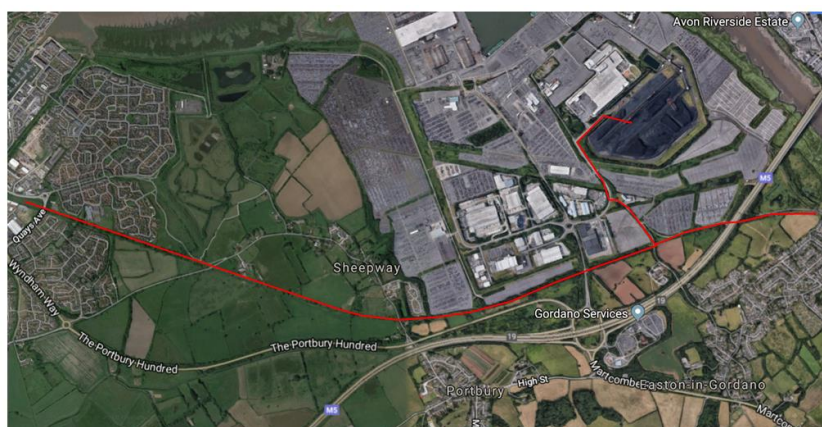 Avon Riverside Estate
M5
Quays Ave
Wyndham Way
Sheepway
Gordano Services
19
The Portbury Hundred
The Portbury Hundred
19
Portbury
High St
Martcombe
Easton in Gordano
M5